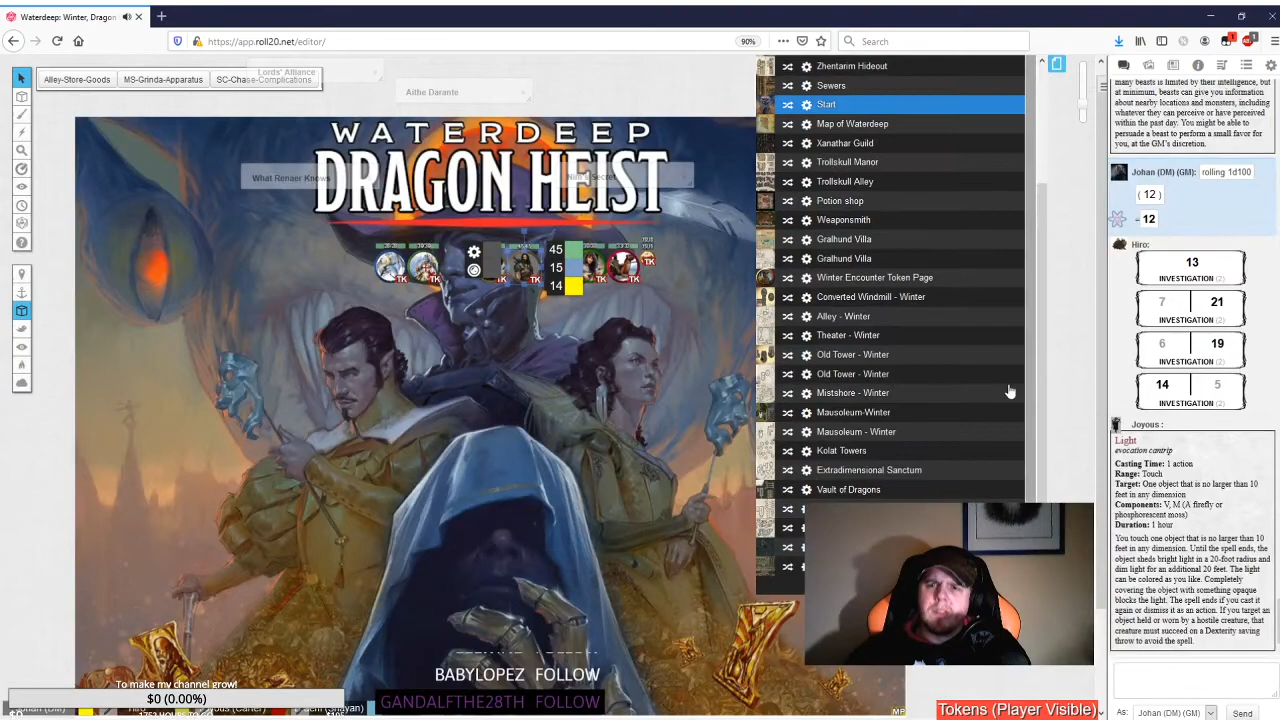 Waterdeep: Winter, Dragon
https://app.roll20.net/editor/
90%
Search
Alley-Store-Goods
MS-Grinda-Apparatus
SC-Chase-Complications
Lords' Alliance
Aithe Darante
What Renaer Knows
WATERDEEP
DRAGON HEIST
45
15
14
TK
TK
TK
TK
TK
TK
Zhentarim Hideout
Sewers
Start
Map of Waterdeep
Xanathar Guild
Trollskull Manor
Trollskull Alley
Potion shop
Weaponsmith
Gralhund Villa
Gralhund Villa
Winter Encounter Token Page
Converted Windmill - Winter
Alley - Winter
Theater - Winter
Old Tower - Winter
Old Tower - Winter
Mistshore - Winter
Mausoleum-Winter
Mausoleum - Winter
Kolat Towers
Extradimensional Sanctum
Vault of Dragons
many beasts is limited by their intelligence, but
at minimum, beasts can give you information
about nearby locations and monsters, including
whatever they can perceive or have perceived
within the past day. You might be able to
persuade a beast to perform a small favor for
you, at the GM's discretion.
Johan (DM) (GM): rolling 1d100
( 12 )
= 12
Hiro:
13
INVESTIGATION (2)
7 21
INVESTIGATION (2)
6 19
INVESTIGATION (2)
14 5
INVESTIGATION (2)
Joyous :
Light
evocation cantrip
Casting Time: 1 action
Range: Touch
Target: One object that is no larger than 10
feet in any dimension
Components: V, M (A firefly or
phosphorescent moss)
Duration: 1 hour
You touch one object that is no larger than 10
feet in any dimension. Until the spell ends, the
object sheds bright light in a 20-foot radius and
dim light for an additional 20 feet. The light
can be colored as you like. Completely
covering the object with something opaque
blocks the light. The spell ends if you cast it
again or dismiss it as an action. If you target an
object held or worn by a hostile creature, that
creature must succeed on a Dexterity saving
throw to avoid the spell.
As: Johan (DM) (GM)
Send
BABYLOPEZ FOLLOW
GANDALFTHE28TH FOLLOW
To make my channel grow!
$0 (0.00%)
MP
Tokens (Player Visible)